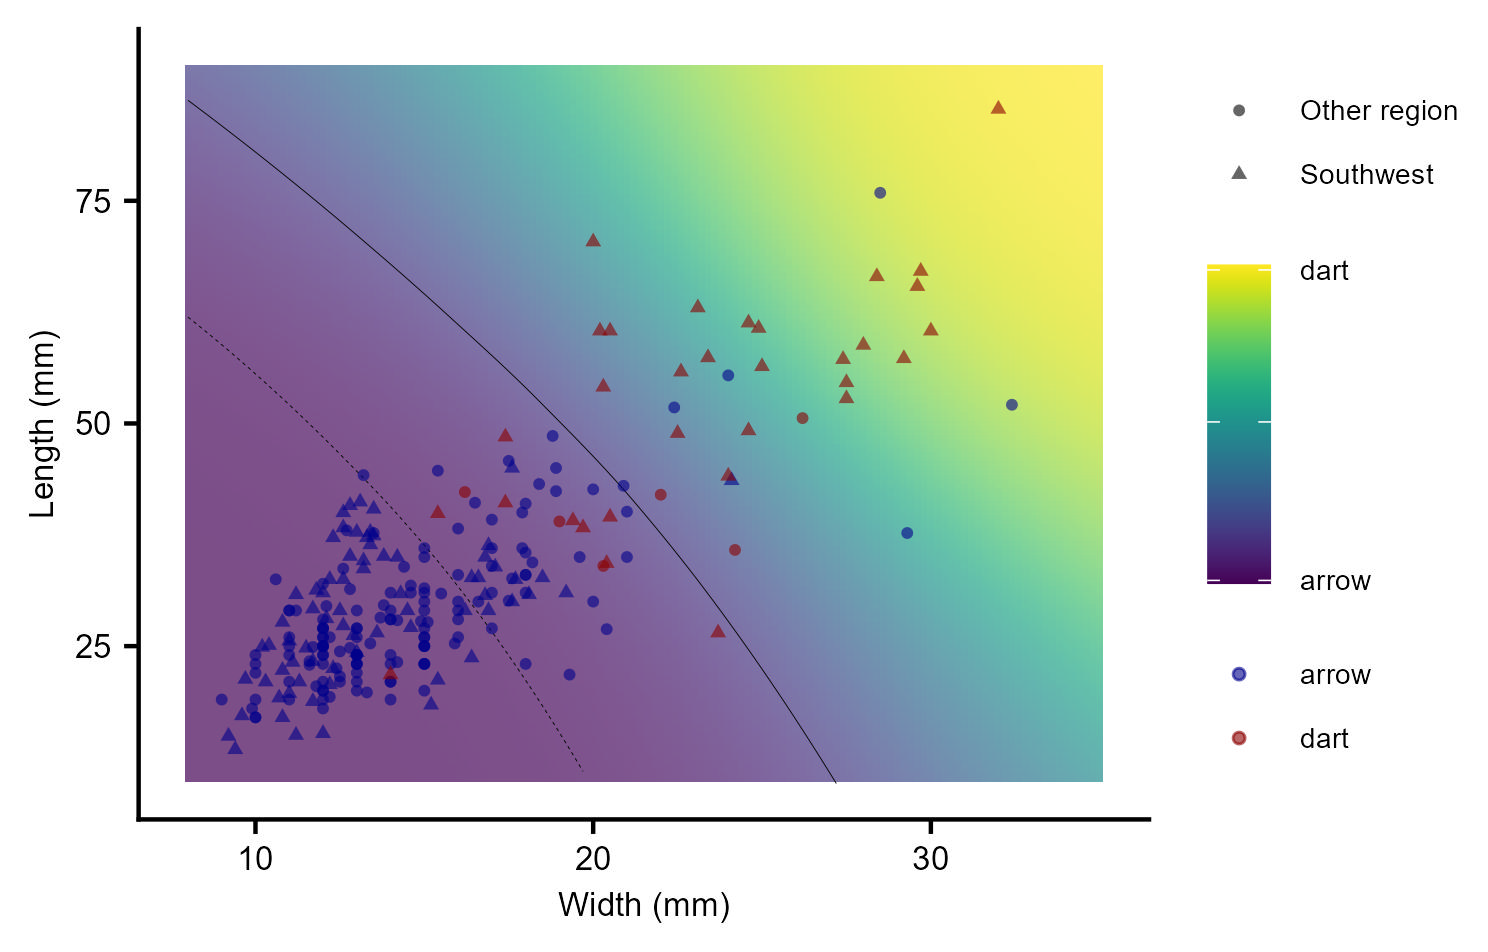 Length (mm)
75
50
25
10 20 30
Width (mm)
Other region
Southwest
dart
arrow
arrow
dart